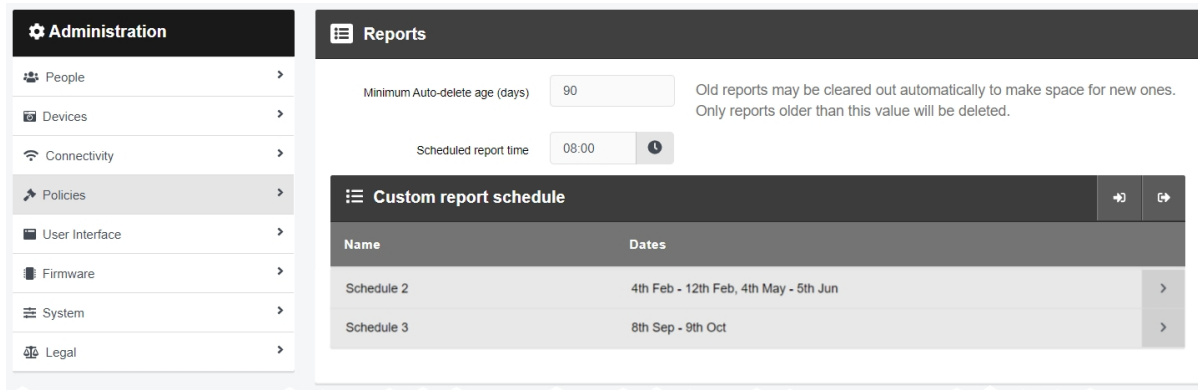 Administration
People
Devices
Connectivity
Policies
User Interface
Firmware
System
Legal
Reports
Minimum Auto-delete age (days) 90
Old reports may be cleared out automatically to make space for new ones.
Only reports older than this value will be deleted.
Scheduled report time 08:00
Custom report schedule
Name Dates
Schedule 2 4th Feb - 12th Feb, 4th May - 5th Jun
Schedule 3 8th Sep - 9th Oct